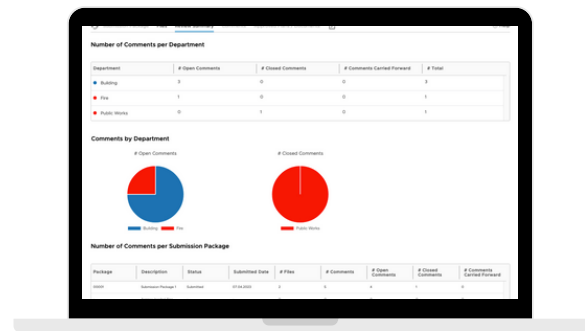 Number of Comments per Department
Department # Open Comments # Closed Comments # Comments Carried Forward # Total
Building 3 0 0 3
Fire 1 0 0 1
Public Works 0 1 0 1
Comments by Department
# Open Comments # Closed Comments
Building Fire Public Works
Number of Comments per Submission Package
Package Description Status Submitted Date # Files # Comments # Open Comments # Closed Comments # Comments Carried Forward
Submission Package 1 Submitted